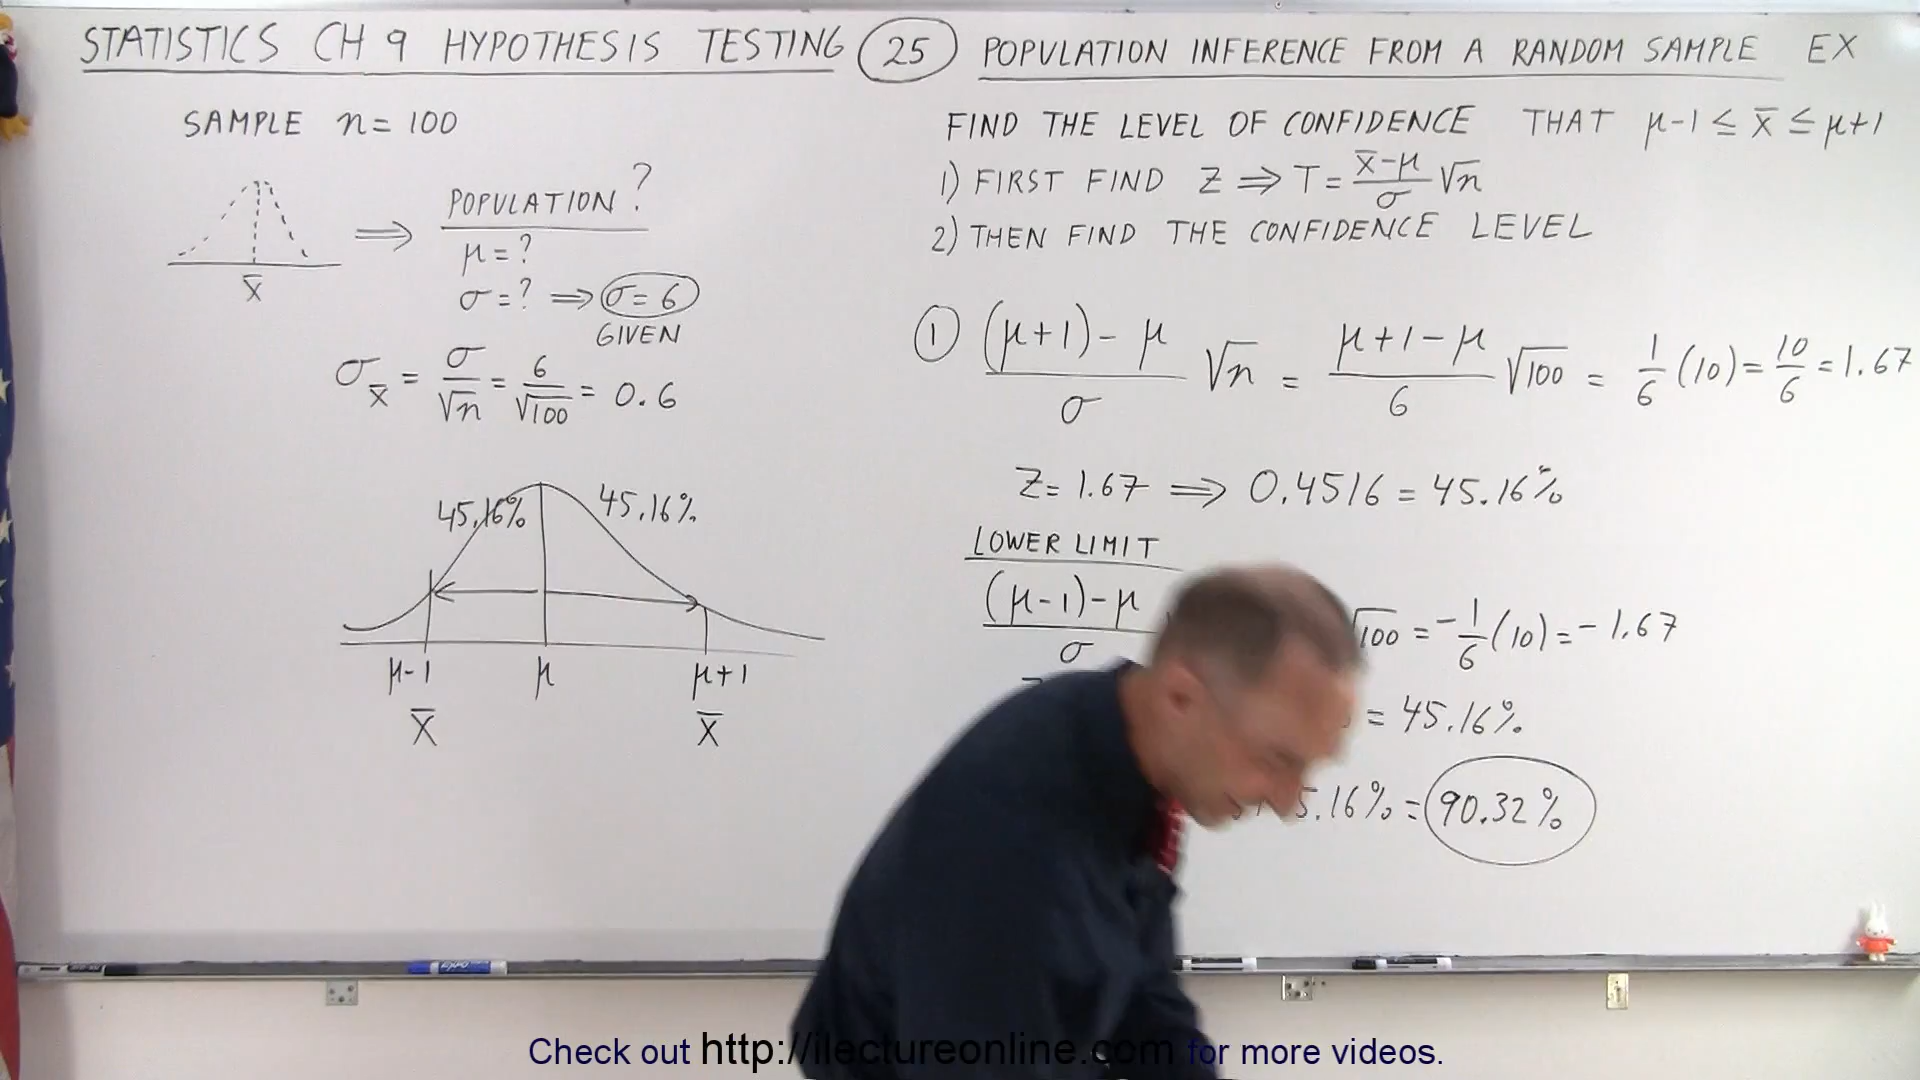 STATISTICS CH 9 HYPOTHESIS TESTING 25 POPULATION INFERENCE FROM A RANDOM SAMPLE EX
SAMPLE n = 100
x̄
⇒
POPULATION ?
μ = ?
σ = ? ⇒ σ = 6
GIVEN
σx̄ = σ/√n = 6/√100 = 0.6
45.16% 45.16%
μ-1 μ μ+1
x̄ x̄
FIND THE LEVEL OF CONFIDENCE THAT μ-1 ≤ x̄ ≤ μ+1
1) FIRST FIND Z ⇒ T = (x̄-μ)/σ √n
2) THEN FIND THE CONFIDENCE LEVEL
① ((μ+1) - μ)/σ √n = (μ+1-μ)/6 √100 = 1/6 (10) = 10/6 = 1.67
Z = 1.67 ⇒ 0.4516 = 45.16%
LOWER LIMIT
((μ-1)-μ)/σ √100 = -1/6 (10) = -1.67
= 45.16%
5.16% = 90.32%
EXPO
Check out http://ilectureonline.com for more videos.